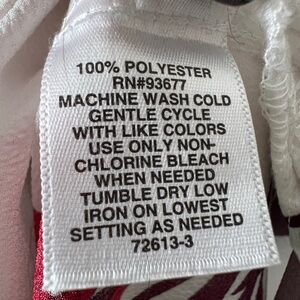 100% POLYESTER
RN#93677
MACHINE WASH COLD
GENTLE CYCLE
WITH LIKE COLORS
USE ONLY NON-
CHLORINE BLEACH
WHEN NEEDED
TUMBLE DRY LOW
IRON ON LOWEST
SETTING AS NEEDED
72613-3